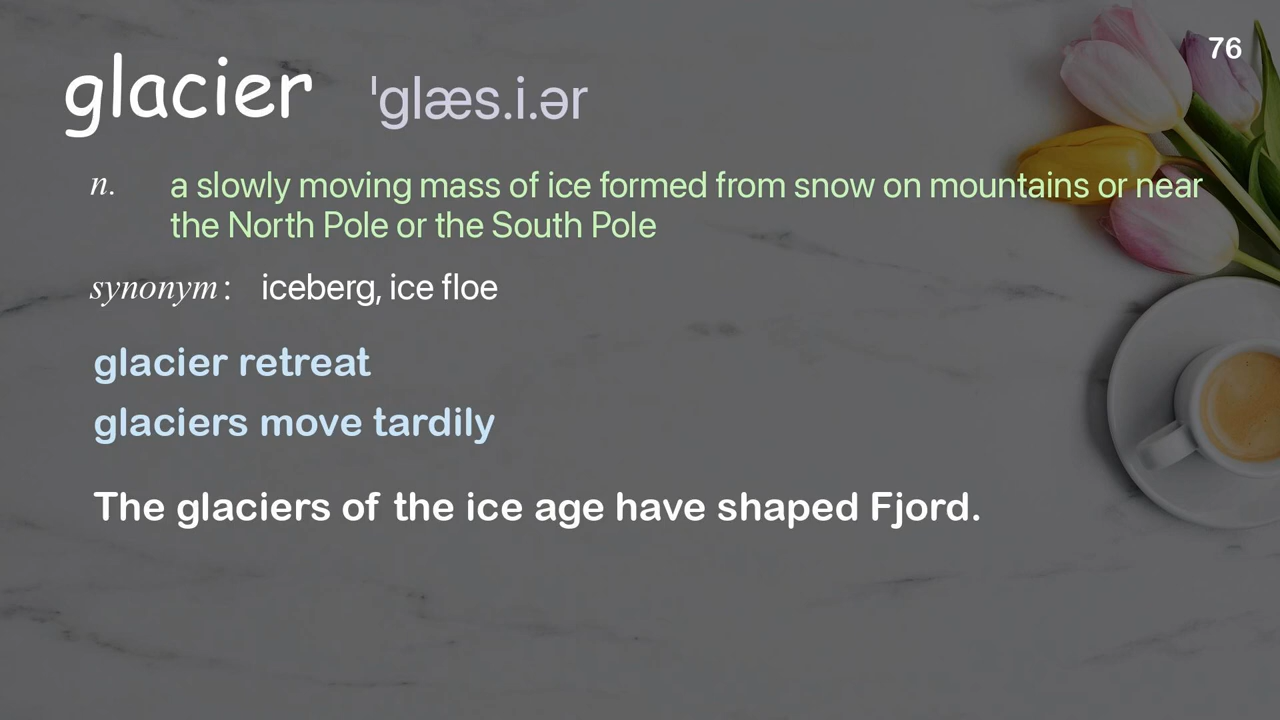 76
glacier ˈɡlæs.i.ər
n. a slowly moving mass of ice formed from snow on mountains or near
the North Pole or the South Pole
synonym: iceberg, ice floe
glacier retreat
glaciers move tardily
The glaciers of the ice age have shaped Fjord.